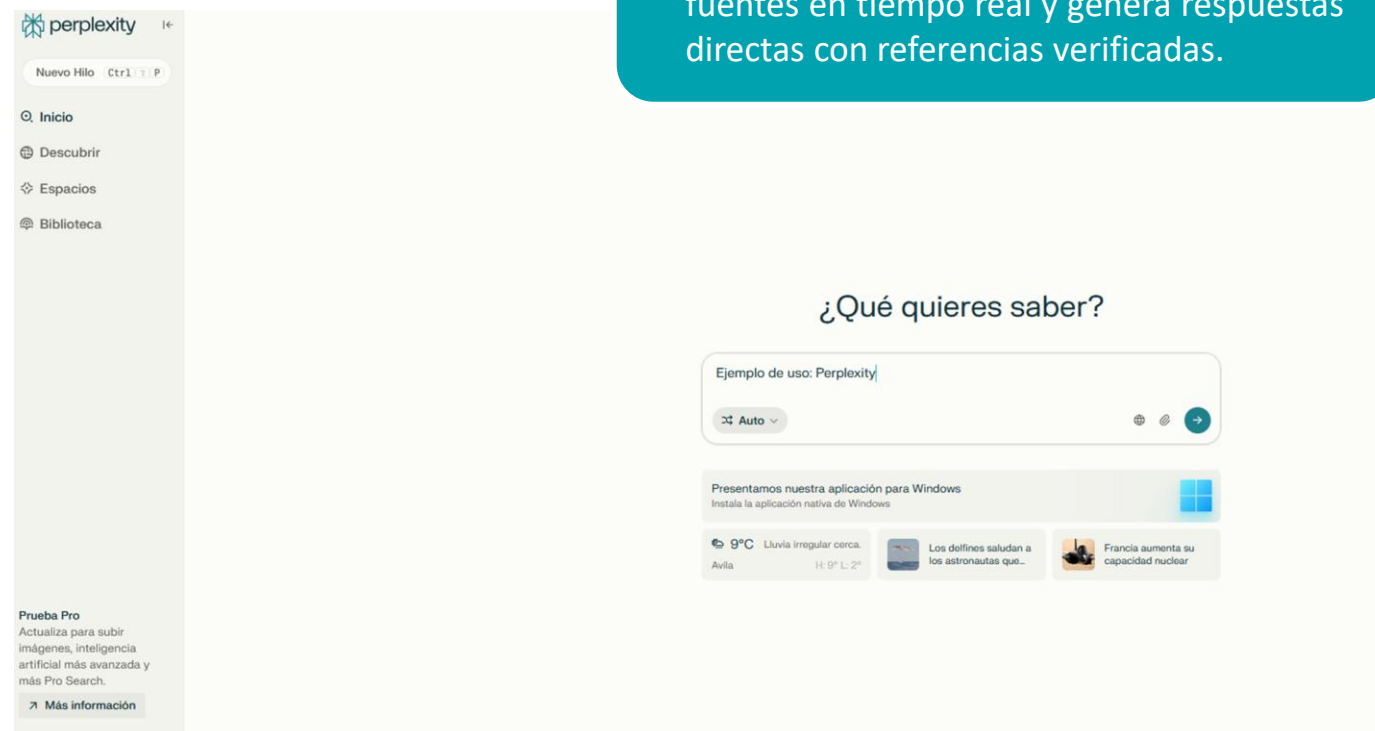 fuentes en tiempo real y genera respuestas
directas con referencias verificadas.
perplexity
Nuevo Hilo Ctrl P
Inicio
Descubrir
Espacios
Biblioteca
¿Qué quieres saber?
Ejemplo de uso: Perplexity
Auto
Presentamos nuestra aplicación para Windows
Instala la aplicación nativa de Windows
9°C Lluvia irregular cerca.
Avila H: 9° L: 2°
Los delfines saludan a
los astronautas que...
Francia aumenta su
capacidad nuclear
Prueba Pro
Actualiza para subir
imágenes, inteligencia
artificial más avanzada y
más Pro Search.
Más información